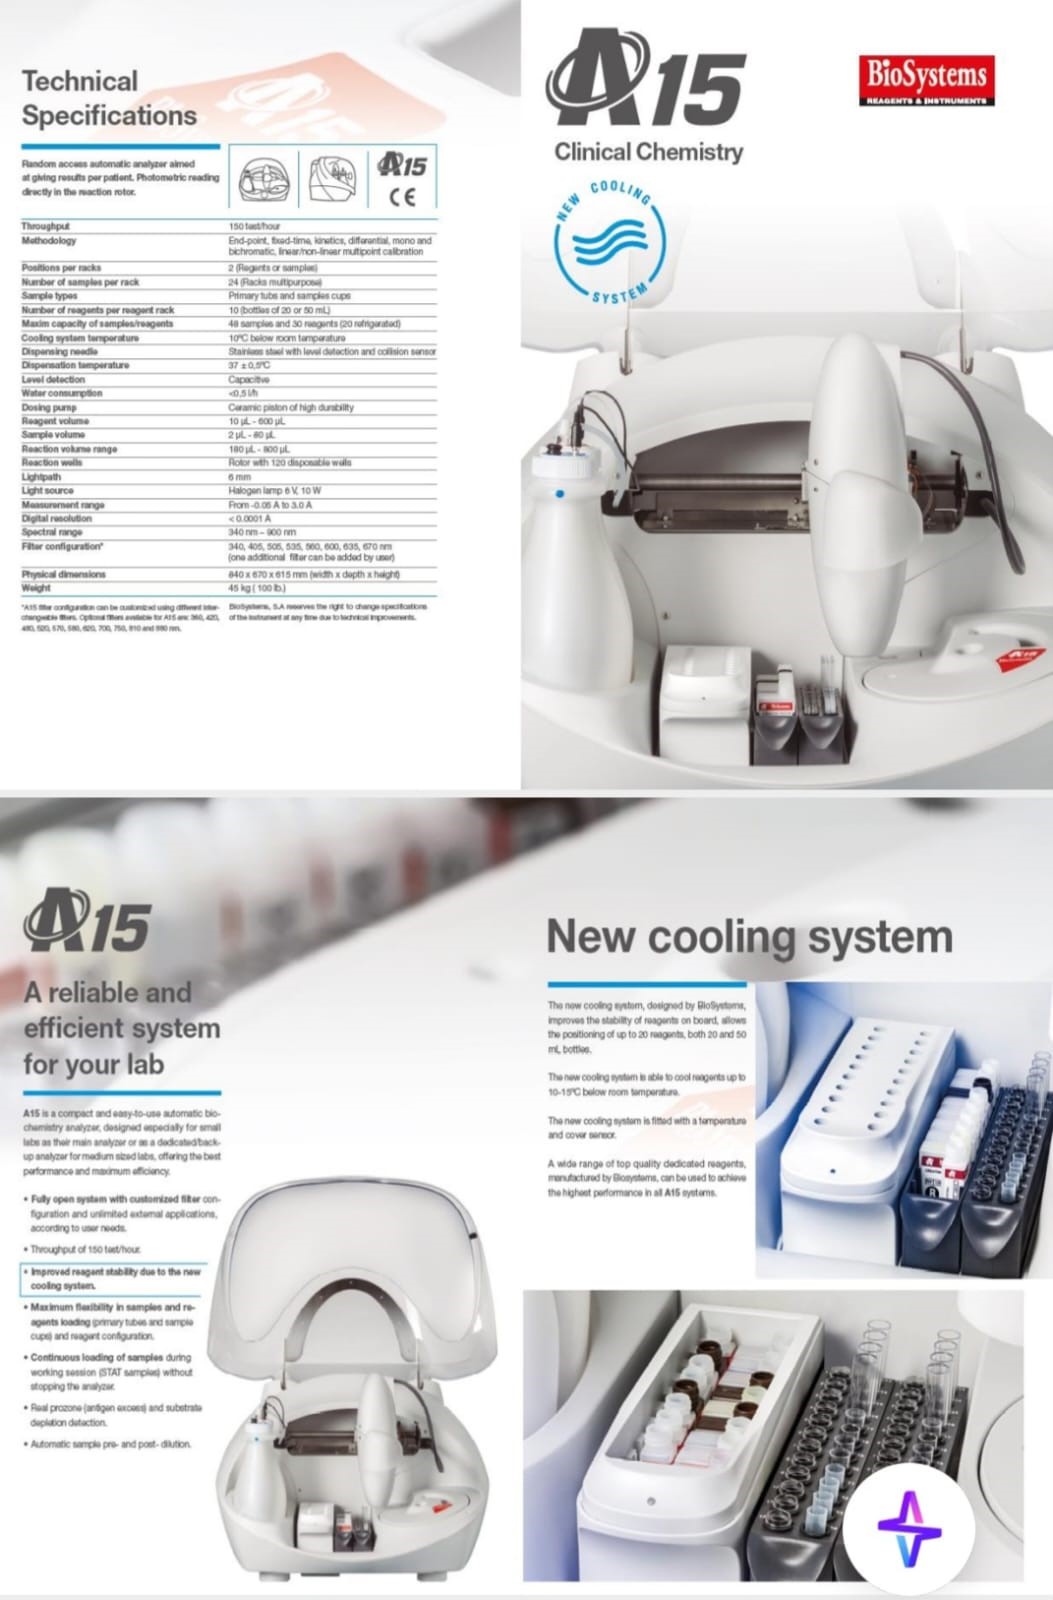 Technical
Specifications
Random access automatic analyzer aimed
at giving results per patient. Photometric reading
directly in the reaction rotor.
A15
CE
Throughput 150 test/hour
Methodology End-point, fixed-time, kinetics, differential, mono and
bichromatic, linear/non-linear multipoint calibration
Positions per racks 2 (Regents or samples)
Number of samples per rack 24 (Racks multipurpose)
Sample types Primary tubs and samples cups
Number of reagents per reagent rack 10 (bottles of 20 or 50 mL)
Maxim capacity of samples/reagents 48 samples and 30 reagents (20 refrigerated)
Cooling system temperature 10ºC below room temperature
Dispensing needle Stainless steel with level detection and collision sensor
Dispensation temperature 37 ± 0,5ºC
Level detection Capacitive
Water consumption <0,5 l/h
Dosing pump Ceramic piston of high durability
Reagent volume 10 µL - 600 µL
Sample volume 2 µL - 80 µL
Reaction volume range 180 µL - 800 µL
Reaction wells Rotor with 120 disposable wells
Lightpath 6 mm
Light source Halogen lamp 6 V, 10 W
Measurement range From -0.05 A to 3.0 A
Digital resolution < 0.0001 A
Spectral range 340 nm – 900 nm
Filter configuration* 340, 405, 505, 535, 560, 600, 635, 670 nm
(one additional filter can be added by user)
Physical dimensions 840 x 670 x 615 mm (width x depth x height)
Weight 45 kg ( 100 lb.)
*A15 filter configuration can be customized using different inter-
changeable filters. Optional filters available for A15 are: 360, 420,
480, 520, 570, 580, 620, 700, 750, 810 and 880 nm.
BioSystems, S.A reserves the right to change specifications
of the instrument at any time due to technical improvements.
A15
Clinical Chemistry
BioSystems
REAGENTS & INSTRUMENTS
NEW COOLING
SYSTEM
A15
A reliable and
efficient system
for your lab
A15 is a compact and easy-to-use automatic bio-
chemistry analyzer, designed especially for small
labs as their main analyzer or as a dedicated/back-
up analyzer for medium sized labs, offering the best
performance and maximum efficiency.
• Fully open system with customized filter con-
figuration and unlimited external applications,
according to user needs.
• Throughput of 150 test/hour.
• Improved reagent stability due to the new
cooling system.
• Maximum flexibility in samples and re-
agents loading (primary tubes and sample
cups) and reagent configuration.
• Continuous loading of samples during
working session (STAT samples) without
stopping the analyzer.
• Real prozone (antigen excess) and substrate
depletion detection.
• Automatic sample pre- and post- dilution.
New cooling system
The new cooling system, designed by BioSystems,
improves the stability of reagents on board, allows
the positioning of up to 20 reagents, both 20 and 50
mL bottles.
The new cooling system is able to cool reagents up to
10-15ºC below room temperature.
The new cooling system is fitted with a temperature
and cover sensor.
A wide range of top quality dedicated reagents,
manufactured by Biosystems, can be used to achieve
the highest performance in all A15 systems.